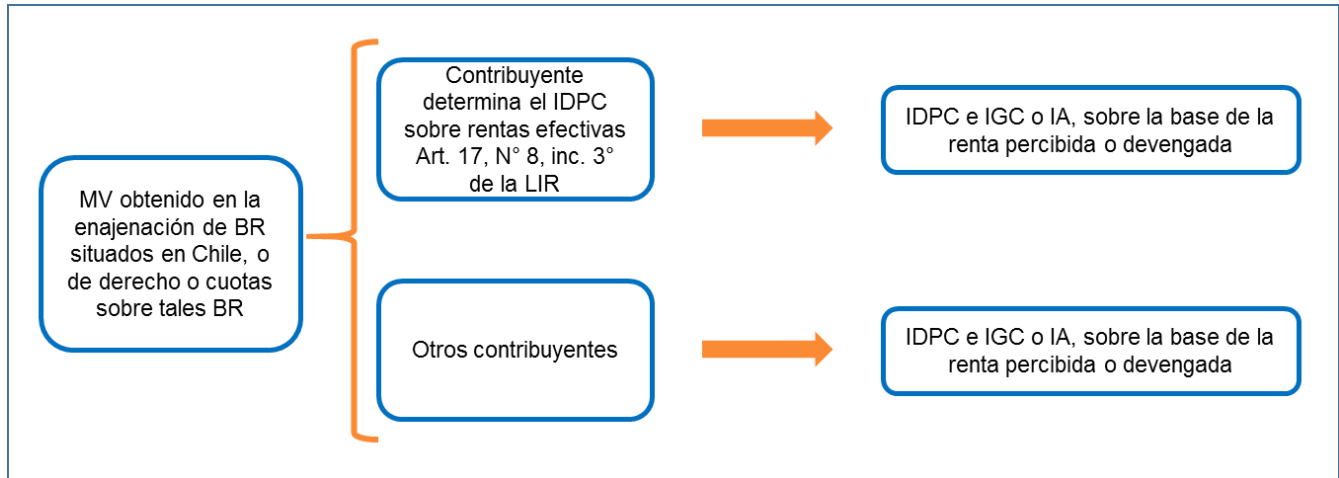 MV obtenido en la
enajenación de BR
situados en Chile, o
de derecho o cuotas
sobre tales BR
Contribuyente
determina el IDPC
sobre rentas efectivas
Art. 17, N° 8, inc. 3°
de la LIR
IDPC e IGC o IA, sobre la base de la
renta percibida o devengada
Otros contribuyentes
IDPC e IGC o IA, sobre la base de la
renta percibida o devengada